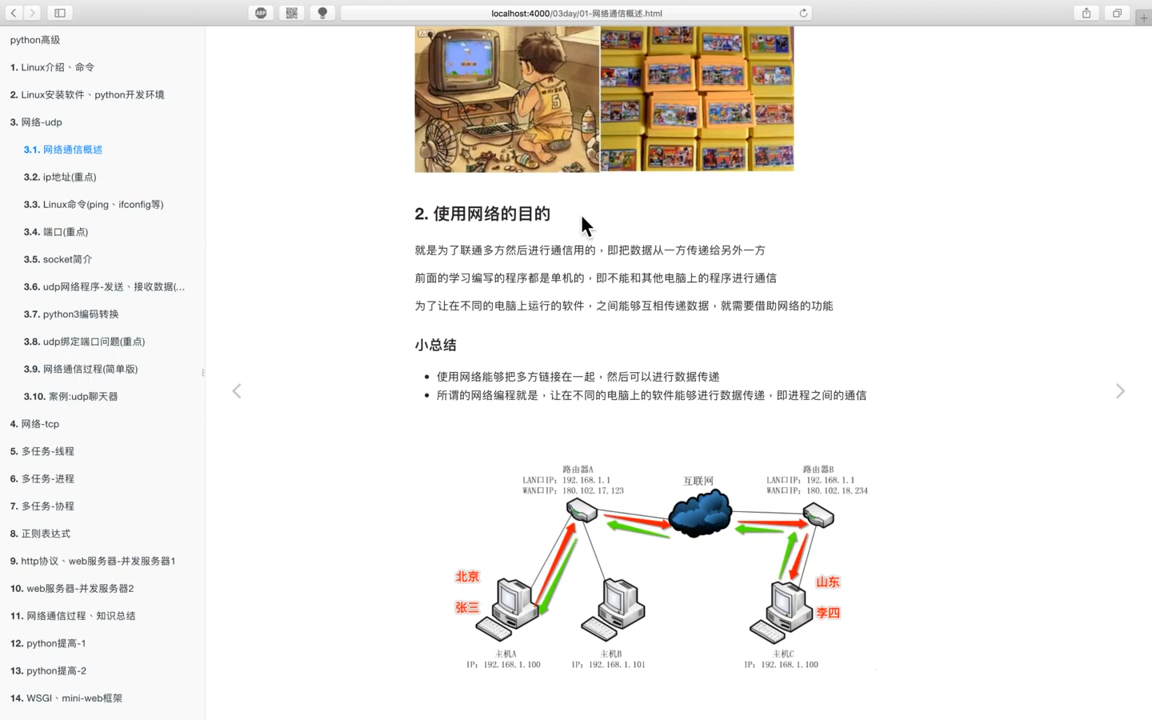 localhost:4000/03day/01-网络通信概述.html
ABP
python高级
1. Linux介绍、命令
2. Linux安装软件、python开发环境
3. 网络-udp
3.1. 网络通信概述
3.2. ip地址(重点)
3.3. Linux命令(ping、ifconfig等)
3.4. 端口(重点)
3.5. socket简介
3.6. udp网络程序-发送、接收数据(...
3.7. python3编码转换
3.8. udp绑定端口问题(重点)
3.9. 网络通信过程(简单版)
3.10. 案例:udp聊天器
4. 网络-tcp
5. 多任务-线程
6. 多任务-进程
7. 多任务-协程
8. 正则表达式
9. http协议、web服务器-并发服务器1
10. web服务器-并发服务器2
11. 网络通信过程、知识总结
12. python提高-1
13. python提高-2
14. WSGI、mini-web框架
2. 使用网络的目的
就是为了联通多方然后进行通信用的，即把数据从一方传递给另外一方
前面的学习编写的程序都是单机的，即不能和其他电脑上的程序进行通信
为了让在不同的电脑上运行的软件，之间能够互相传递数据，就需要借助网络的功能
小总结
使用网络能够把多方链接在一起，然后可以进行数据传递
所谓的网络编程就是，让在不同的电脑上的软件能够进行数据传递，即进程之间的通信
路由器A
LAN口IP: 192.168.1.1
WAN口IP: 180.102.17.123
互联网
路由器B
LAN口IP: 192.168.1.1
WAN口IP: 180.102.18.234
北京
张三
山东
李四
主机A
IP: 192.168.1.100
主机B
IP: 192.168.1.101
主机C
IP: 192.168.1.100